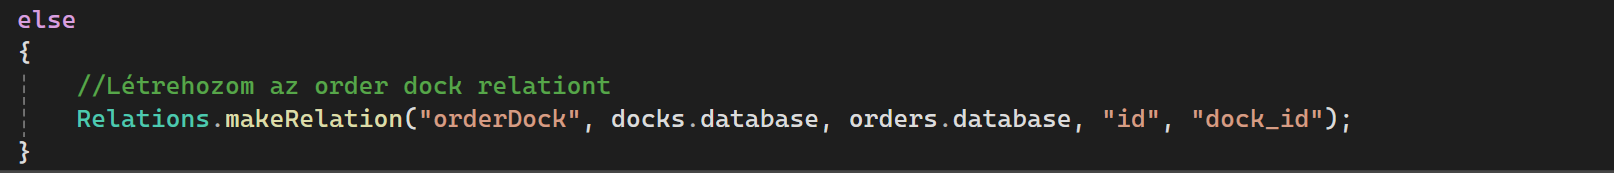 else
{
//Létrehozom az order dock relationt
Relations.makeRelation("orderDock", docks.database, orders.database, "id", "dock_id");
}